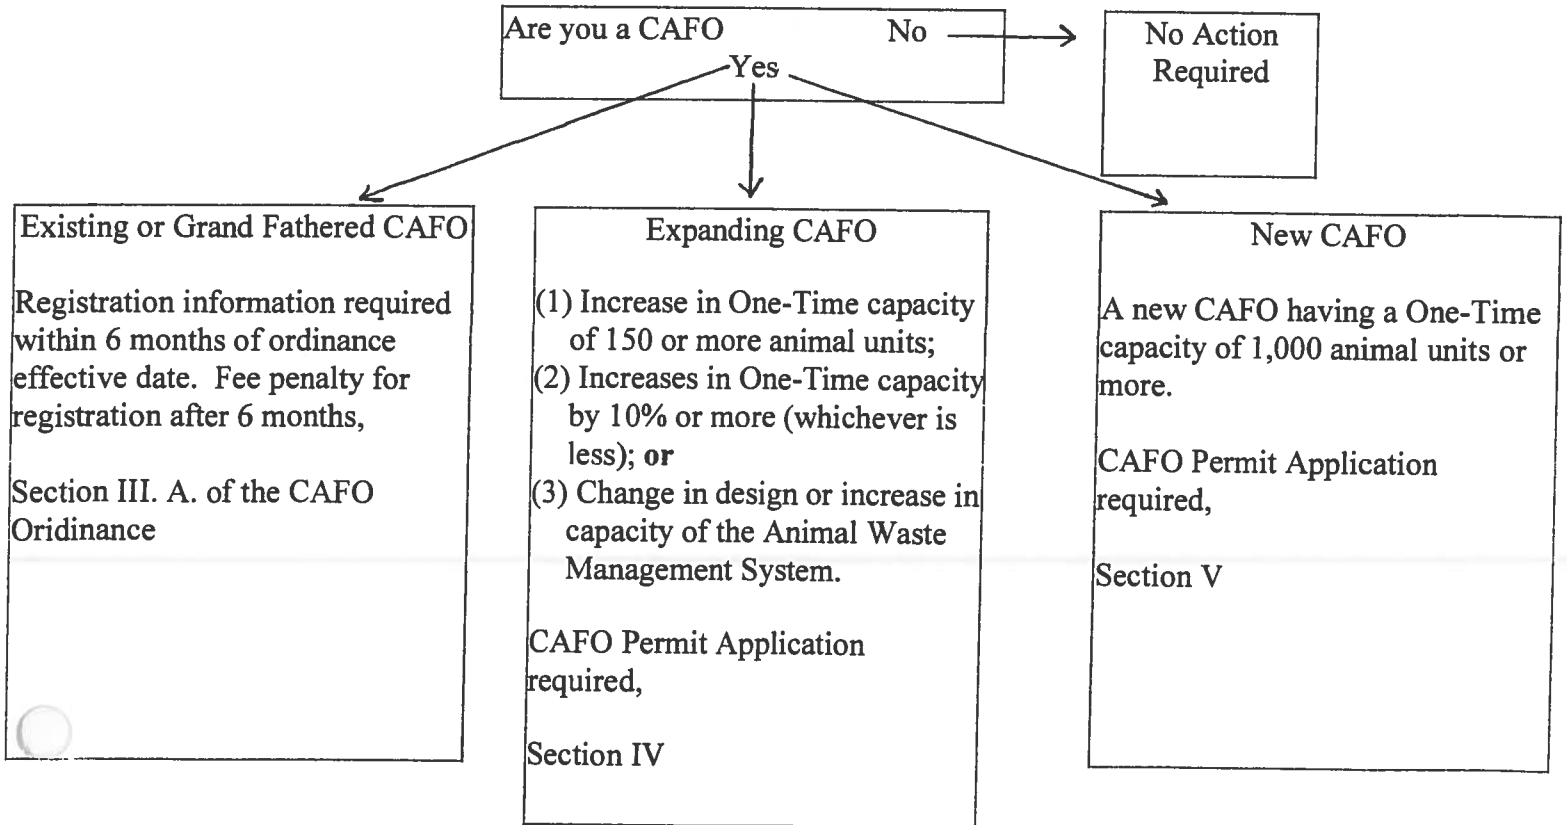 Are you a CAFO No
Yes
No Action
Required
Existing or Grand Fathered CAFO
Registration information required
within 6 months of ordinance
effective date. Fee penalty for
registration after 6 months,
Section III. A. of the CAFO
Oridinance
Expanding CAFO
(1) Increase in One-Time capacity
of 150 or more animal units;
(2) Increases in One-Time capacity
by 10% or more (whichever is
less); or
(3) Change in design or increase in
capacity of the Animal Waste
Management System.
CAFO Permit Application
required,
Section IV
New CAFO
A new CAFO having a One-Time
capacity of 1,000 animal units or
more.
CAFO Permit Application
required,
Section V